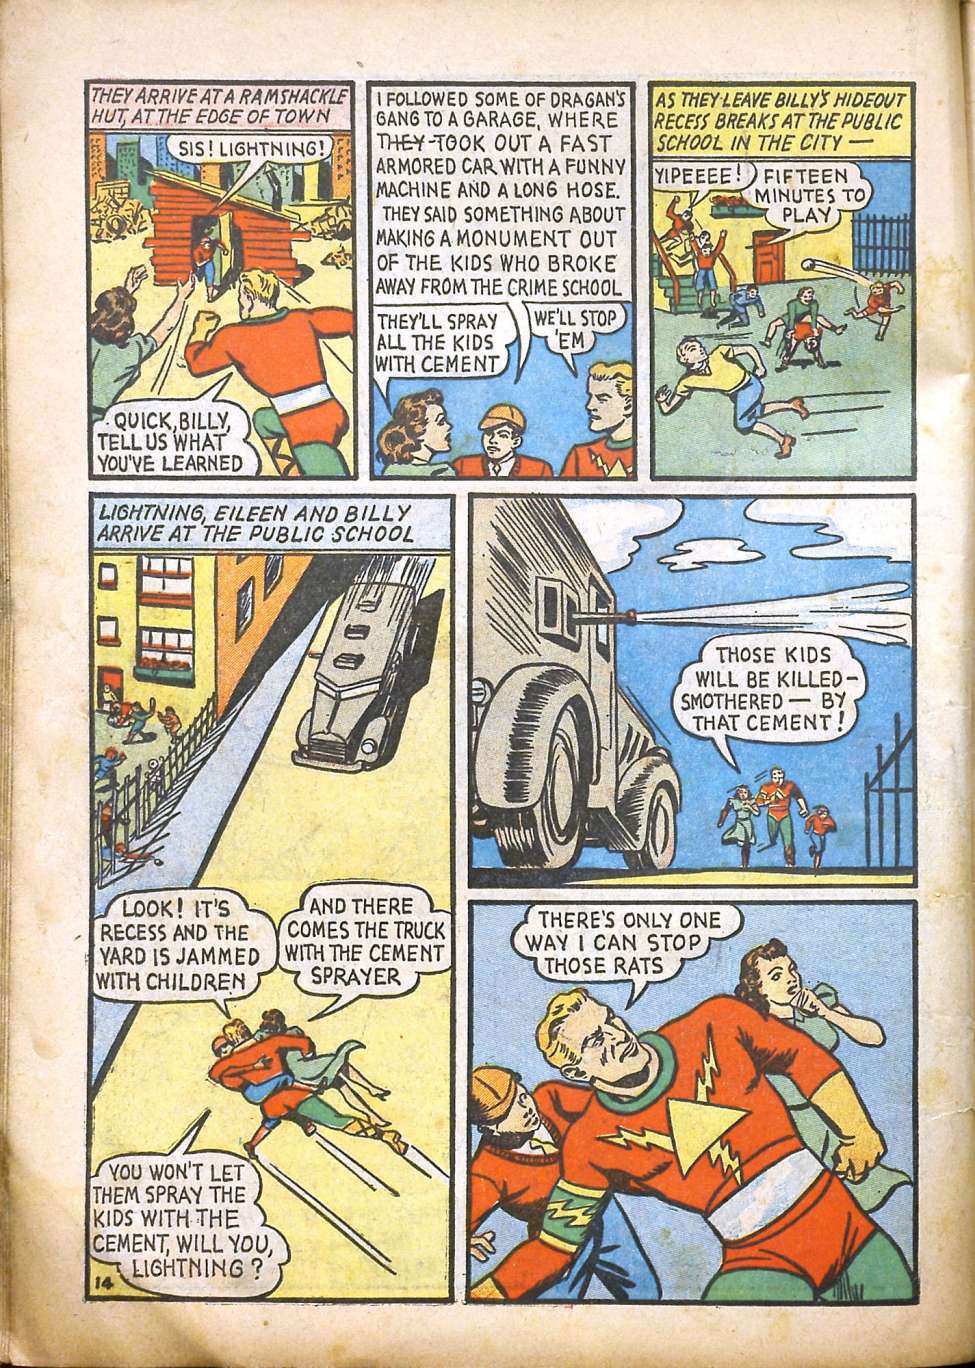 THEY ARRIVE AT A RAMSHACKLE
HUT, AT THE EDGE OF TOWN
SIS! LIGHTNING!
QUICK, BILLY,
TELL US WHAT
YOU'VE LEARNED
I FOLLOWED SOME OF DRAGAN'S
GANG TO A GARAGE, WHERE
THEY TOOK OUT A FAST
ARMORED CAR WITH A FUNNY
MACHINE AND A LONG HOSE.
THEY SAID SOMETHING ABOUT
MAKING A MONUMENT OUT
OF THE KIDS WHO BROKE
AWAY FROM THE CRIME SCHOOL
THEY'LL SPRAY
ALL THE KIDS
WITH CEMENT
WE'LL STOP
'EM
AS THEY LEAVE BILLY'S HIDEOUT
RECESS BREAKS AT THE PUBLIC
SCHOOL IN THE CITY —
YIPEEEE!
FIFTEEN
MINUTES TO
PLAY
LIGHTNING, EILEEN AND BILLY
ARRIVE AT THE PUBLIC SCHOOL
LOOK! IT'S
RECESS AND THE
YARD IS JAMMED
WITH CHILDREN
AND THERE
COMES THE TRUCK
WITH THE CEMENT
SPRAYER
YOU WON'T LET
THEM SPRAY THE
KIDS WITH THE
CEMENT, WILL YOU,
LIGHTNING?
14
THOSE KIDS
WILL BE KILLED-
SMOTHERED — BY
THAT CEMENT!
THERE'S ONLY ONE
WAY I CAN STOP
THOSE RATS